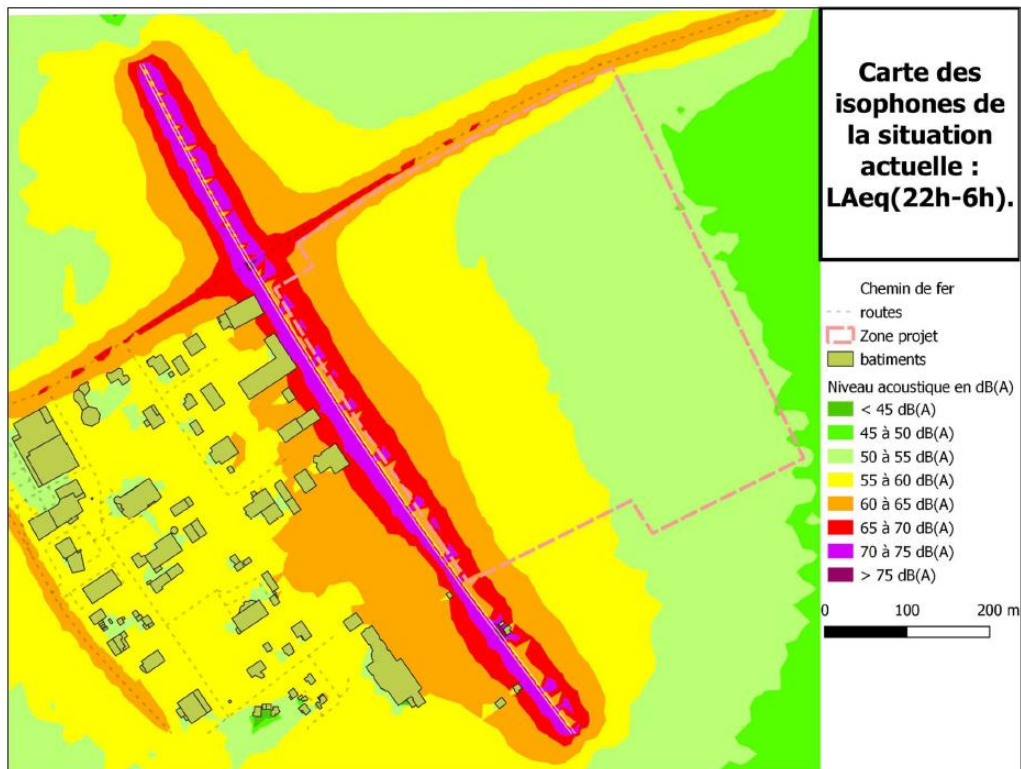 Carte des
isophones de
la situation
actuelle :
LAeq(22h-6h).
Chemin de fer
routes
Zone projet
batiments
Niveau acoustique en dB(A)
< 45 dB(A)
45 à 50 dB(A)
50 à 55 dB(A)
55 à 60 dB(A)
60 à 65 dB(A)
65 à 70 dB(A)
70 à 75 dB(A)
> 75 dB(A)
0 100 200 m